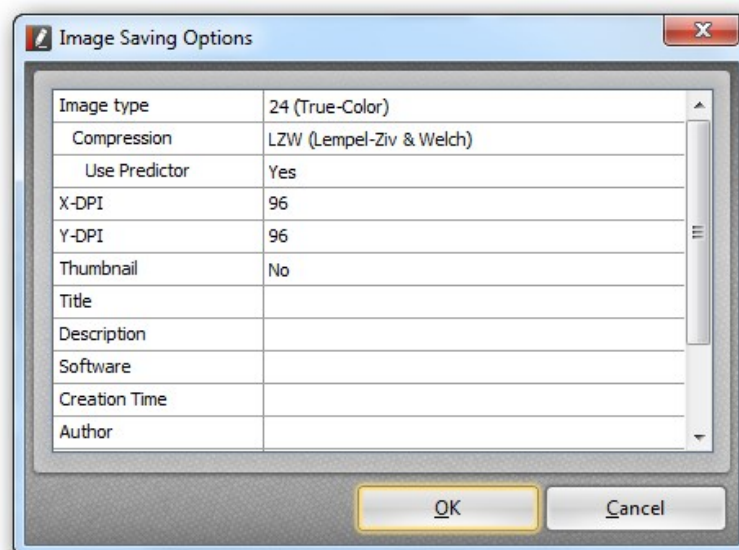 Image Saving Options
Image type 24 (True-Color)
Compression LZW (Lempel-Ziv & Welch)
Use Predictor Yes
X-DPI 96
Y-DPI 96
Thumbnail No
Title
Description
Software
Creation Time
Author
OK Cancel